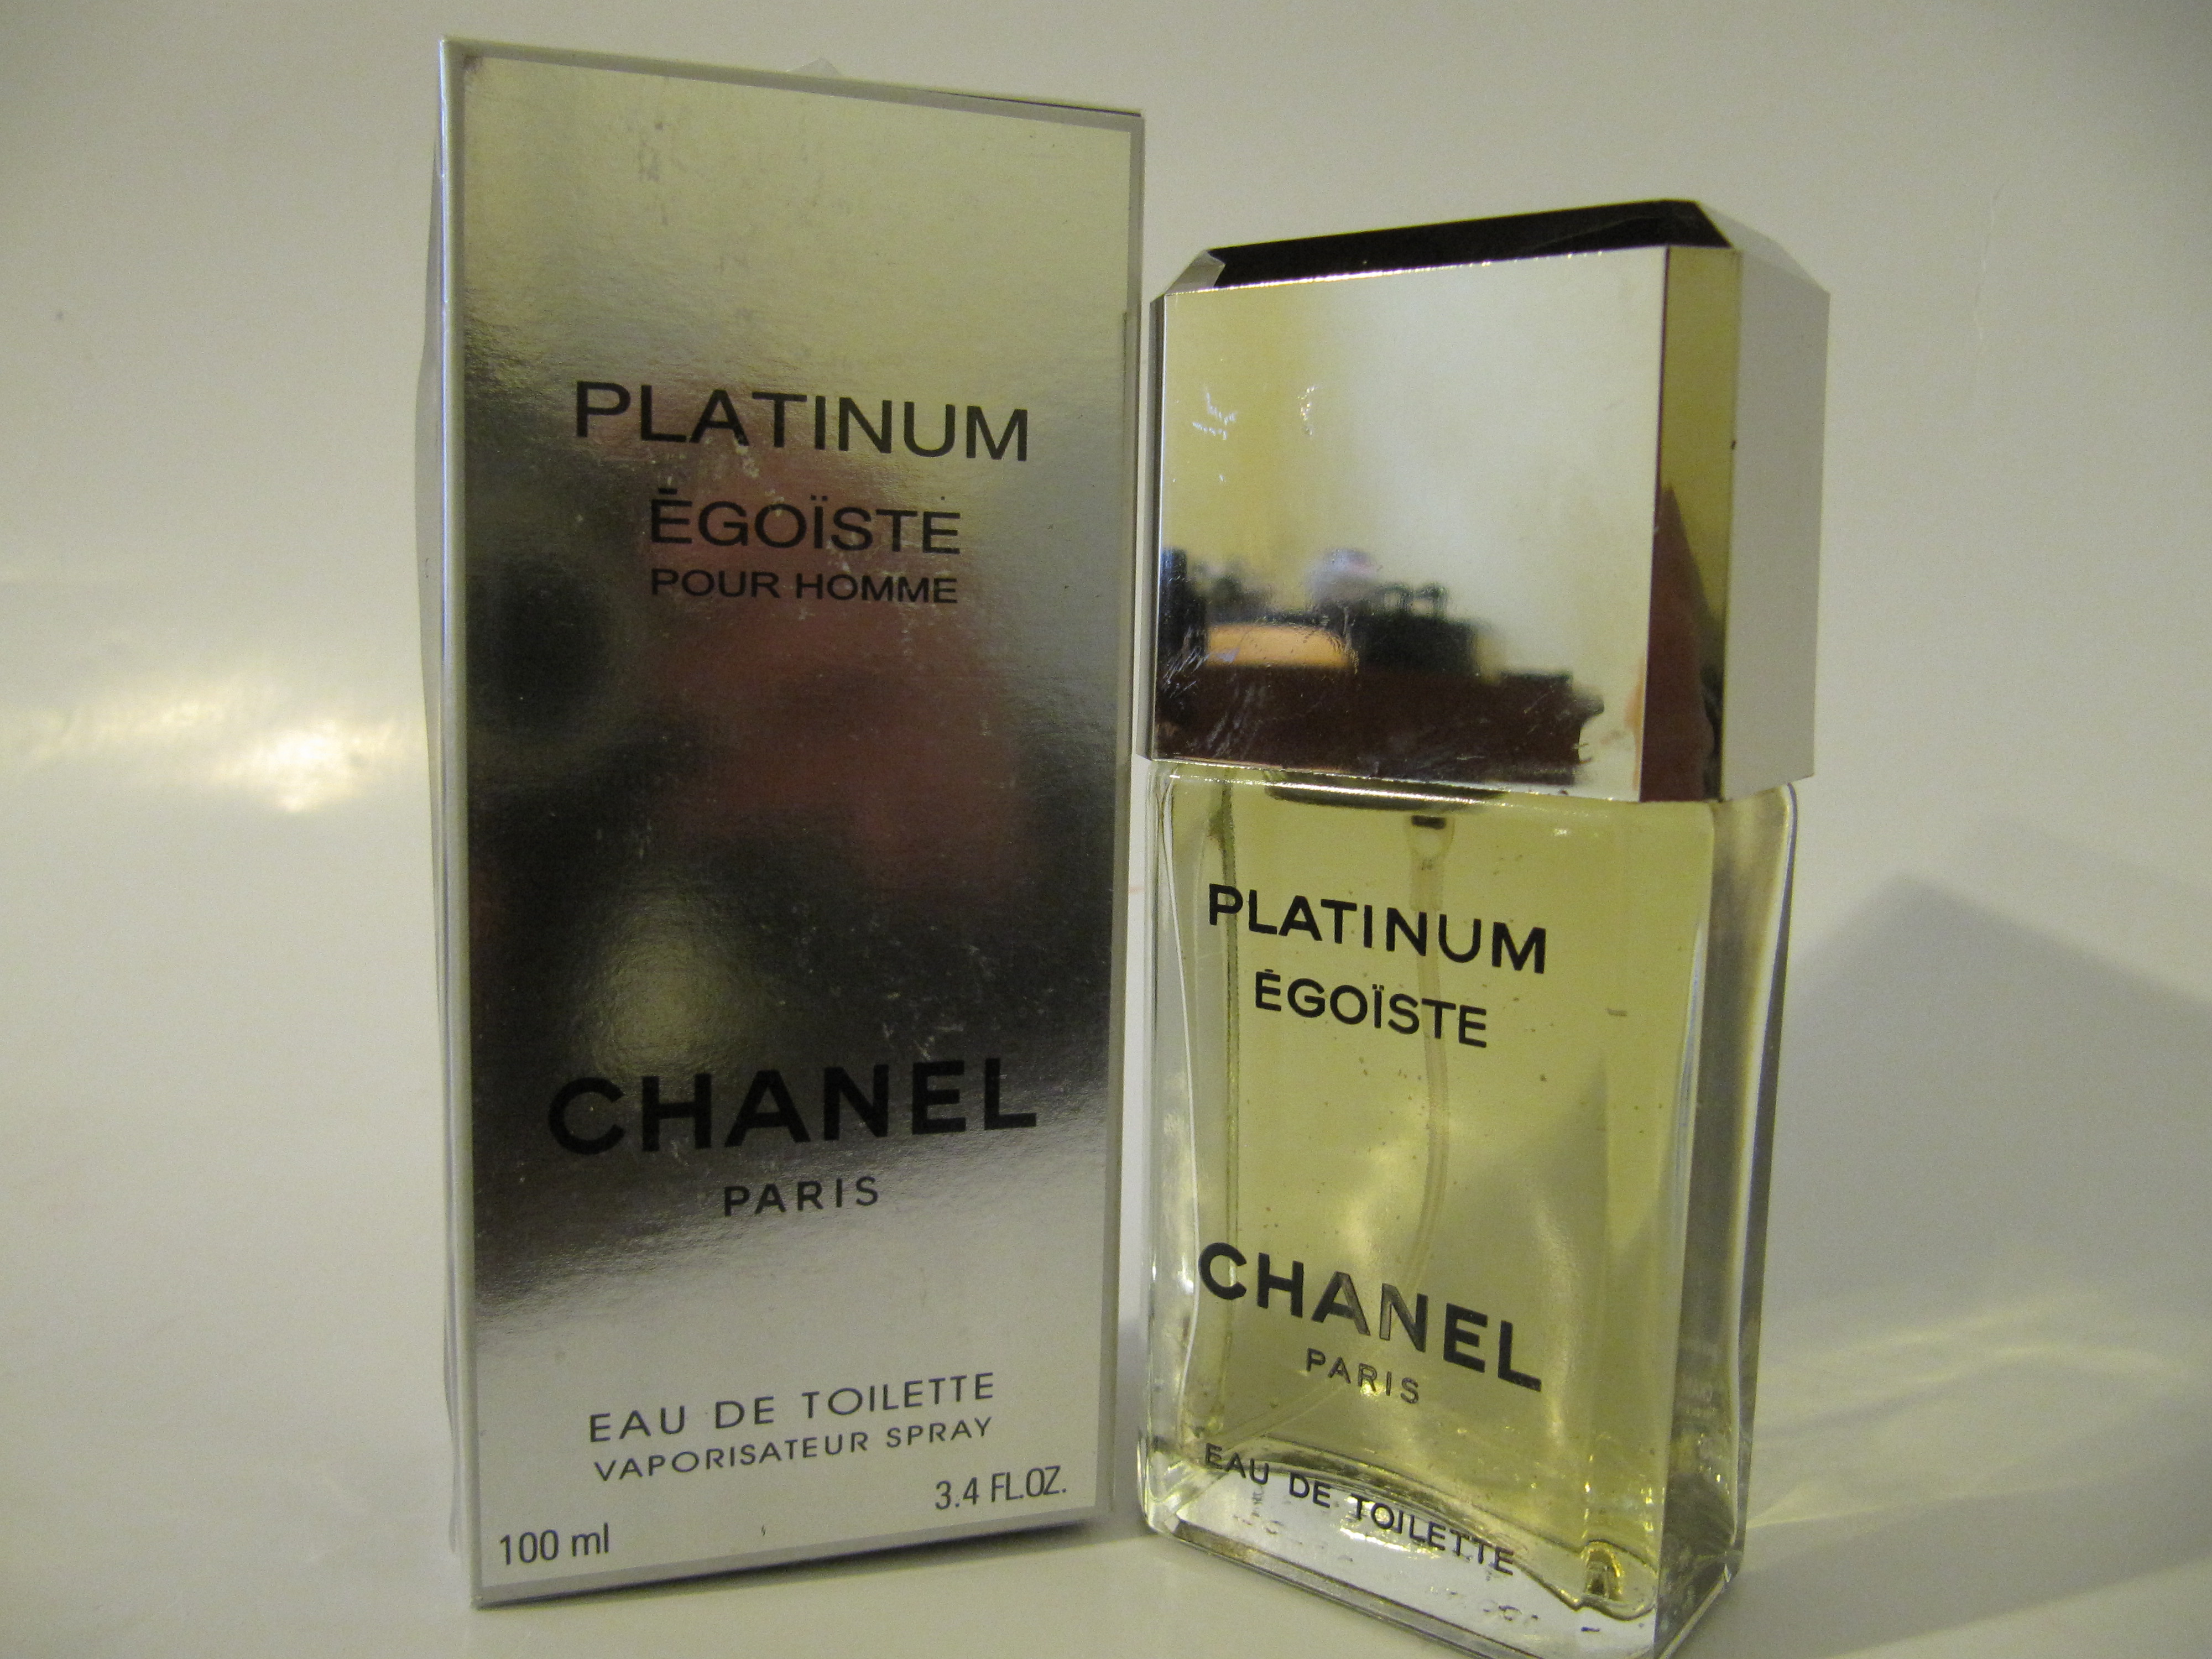 PLATINUM
ÉGOÏSTE
POUR HOMME
CHANEL
PARIS
EAU DE TOILETTE
VAPORISATEUR SPRAY
3.4 FL.OZ.
100 ml
PLATINUM
ÉGOÏSTE
CHANEL
PARIS
EAU DE TOILETTE